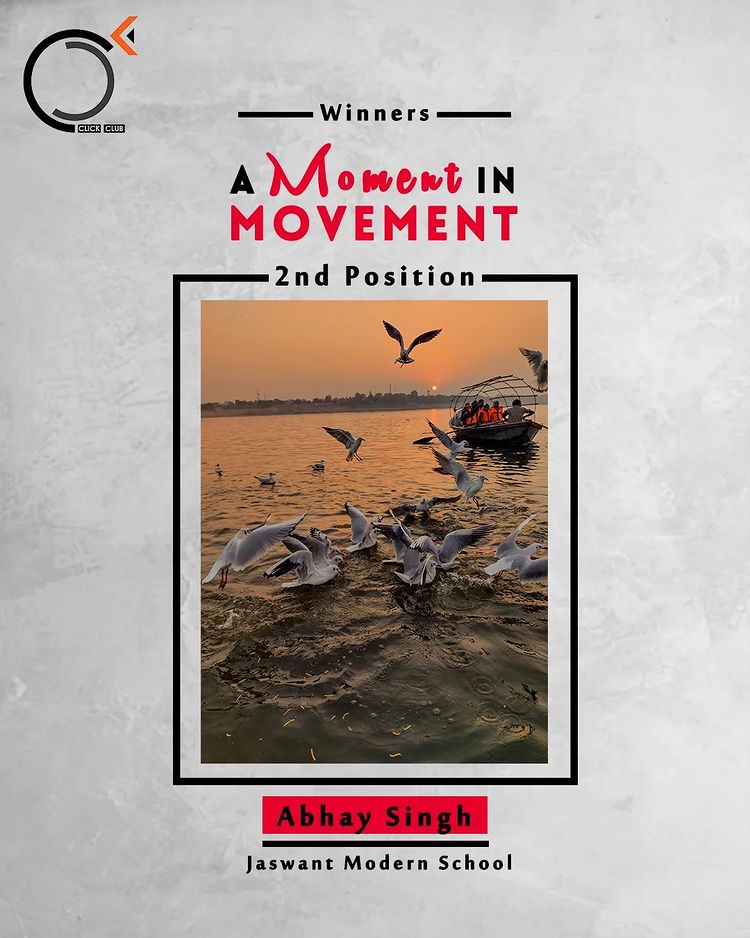 CLICK CLUB
Winners
A Moment IN
MOVEMENT
2nd Position
Abhay Singh
Jaswant Modern School